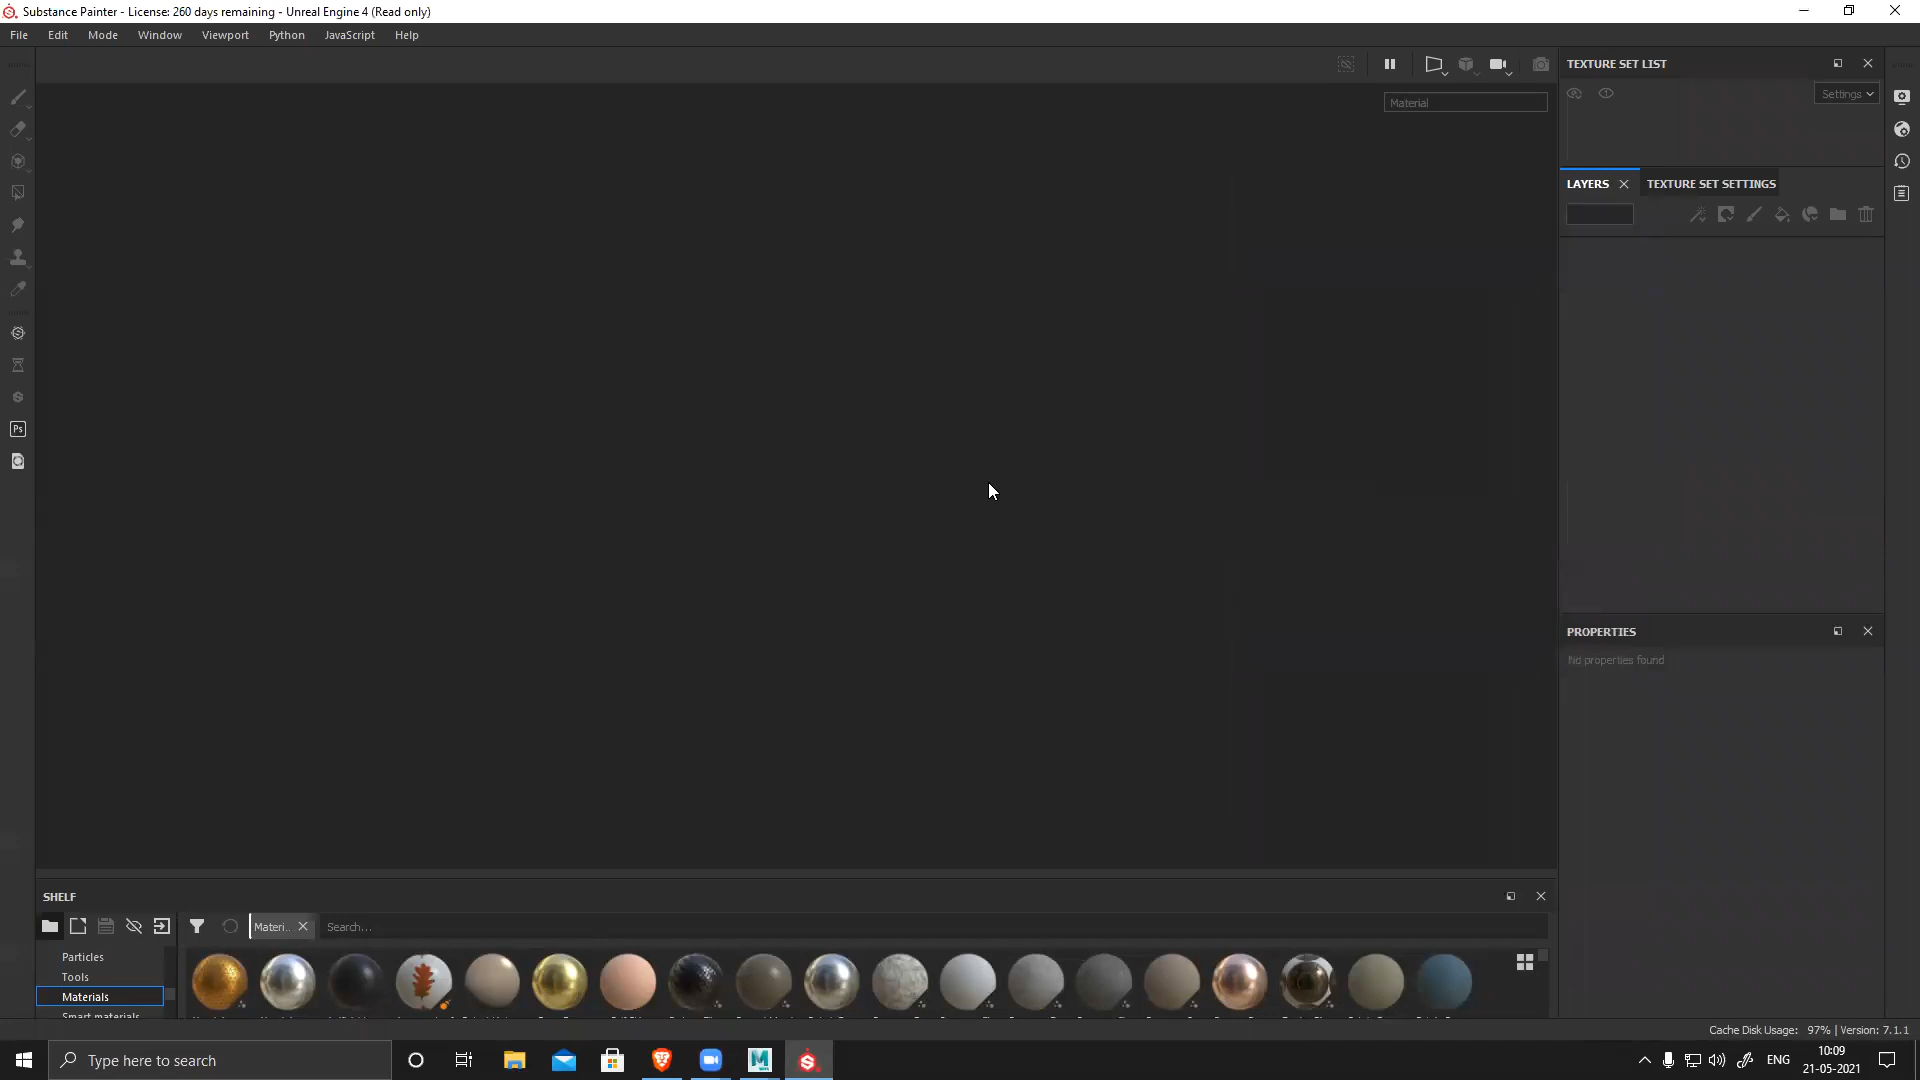 Substance Painter - License: 260 days remaining - Unreal Engine 4 (Read only)
File Edit Mode Window Viewport Python JavaScript Help
TEXTURE SET LIST
Settings
Material
LAYERS TEXTURE SET SETTINGS
Ps
PROPERTIES
No properties found
SHELF
Materi.. Search...
Particles
Tools
Materials
Smart materials
Cache Disk Usage: 97% | Version: 7.1.1
Type here to search
ENG
10:09
21-05-2021